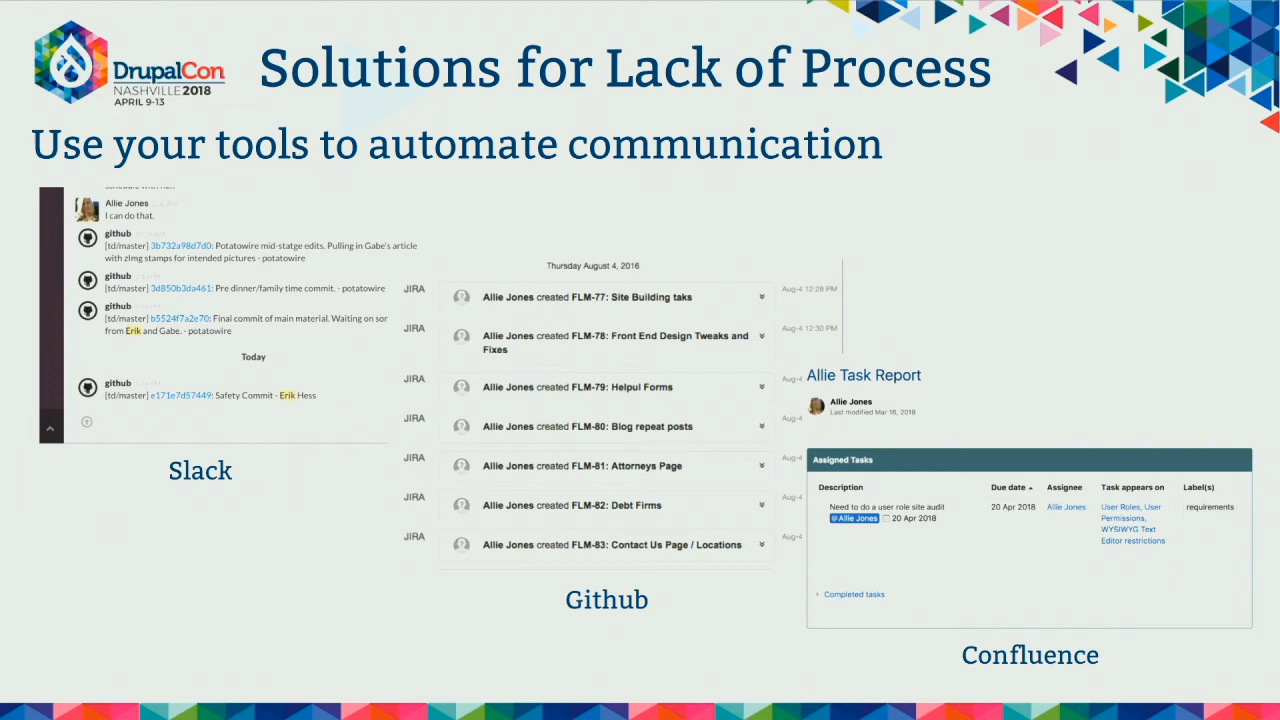 DrupalCon
NASHVILLE 2018
APRIL 9-13
Solutions for Lack of Process
Use your tools to automate communication
Allie Jones
I can do that.
github
[td/master] 3b732a98d7d0: Potatowire mid-statge edits. Pulling in Gabe's article
with zImg stamps for intended pictures - potatowire
github
[td/master] 3d850b3da461: Pre dinner/family time commit. - potatowire
github
[td/master] b5524f7a2e70: Final commit of main material. Waiting on sor
from Erik and Gabe. - potatowire
Today
github
[td/master] e171e7d57449: Safety Commit - Erik Hess
Slack
Thursday August 4, 2016
JIRA
Allie Jones created FLM-77: Site Building taks
Aug-4 12:28 PM
JIRA
Allie Jones created FLM-78: Front End Design Tweaks and
Fixes
Aug-4 12:30 PM
JIRA
Allie Jones created FLM-79: Helpul Forms
Aug-4
JIRA
Allie Jones created FLM-80: Blog repeat posts
Aug-4
JIRA
Allie Jones created FLM-81: Attorneys Page
Aug-4
JIRA
Allie Jones created FLM-82: Debt Firms
Aug-4
JIRA
Allie Jones created FLM-83: Contact Us Page / Locations
Aug-4
Github
Allie Task Report
Allie Jones
Last modified Mar 16, 2018
Assigned Tasks
Description Due date Assignee Task appears on Label(s)
Need to do a user role site audit
@Allie Jones 20 Apr 2018
20 Apr 2018
Allie Jones
User Roles, User
Permissions,
WYSIWYG Text
Editor restrictions
requirements
Completed tasks
Confluence